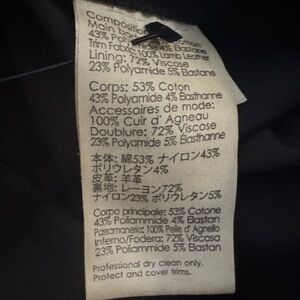 Composition
Main
43% Pol 4% Elastane
Trim Fabric: 100% Lamb Leather
Lining: 72% Viscose
23% Polyamide 5% Elastane
Corps: 53% Coton
43% Polyamide 4% Elasthanne
Accessoires de mode:
100% Cuir d' Agneau
Doublure: 72% Viscose
23% Polyamide 5% Elasthanne
本体: 綿53% ナイロン43%
ポリウレタン4%
皮革: 羊革
裏地: レーヨン72%
ナイロン23% ポリウレタン5%
Corpo principale: 53% Cotone
43% Poliammide 4% Elastan
Passamaneria: 100% Pelle d' Agnello
Interno/Fodera: 72% Viscosa
23% Poliammide 5% Elastan
Professional dry clean only.
Protect and cover trims.